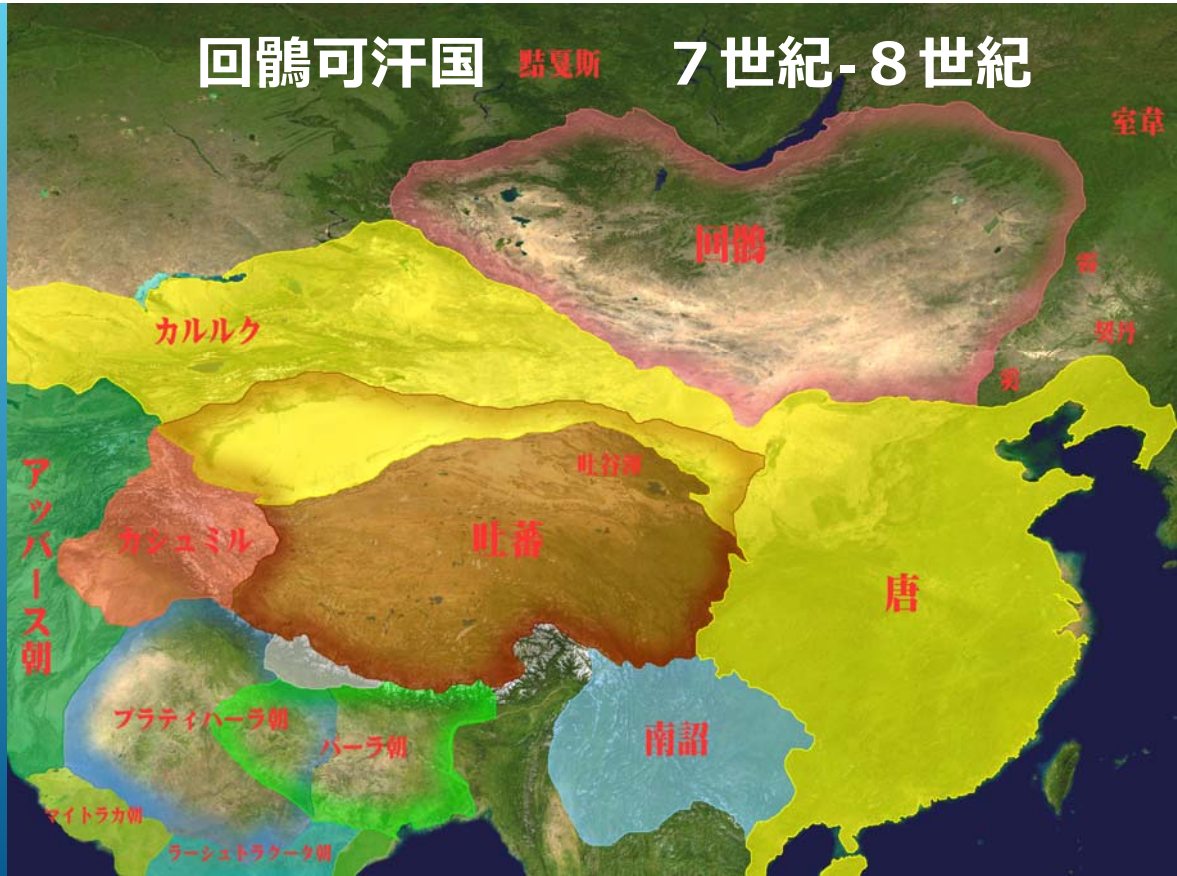 回鶻可汗国
黠戛斯
７世紀-８世紀
室韋
回鶻
霫
契丹
奚
カルルク
アッバース朝
吐谷渾
カシュミル
吐蕃
唐
プラティハーラ朝
パーラ朝
南詔
マイトラカ朝
ラーシュトラクータ朝